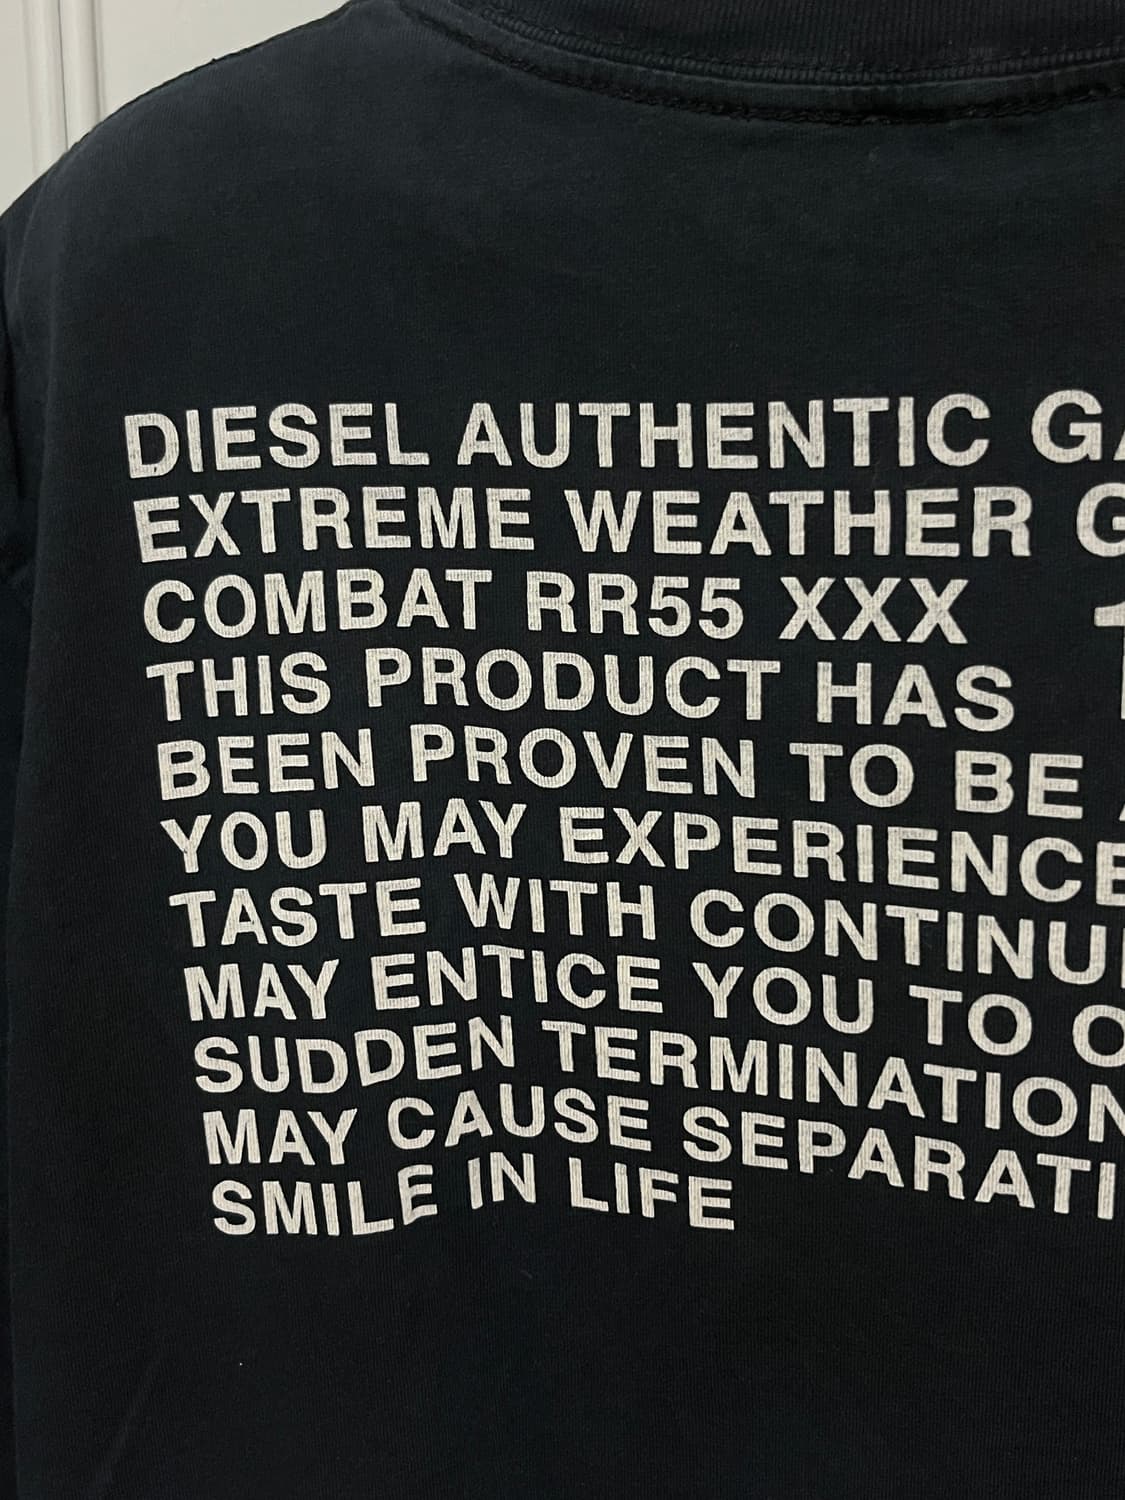 DIESEL AUTHENTIC
EXTREME WEATHER
COMBAT RR55 XXX
THIS PRODUCT HAS
BEEN PROVEN TO BE
YOU MAY EXPERIENCE
TASTE WITH
MAY ENTICE YOU TO
SUDDEN TERMINATION
MAY CAUSE
SMILE IN LIFE